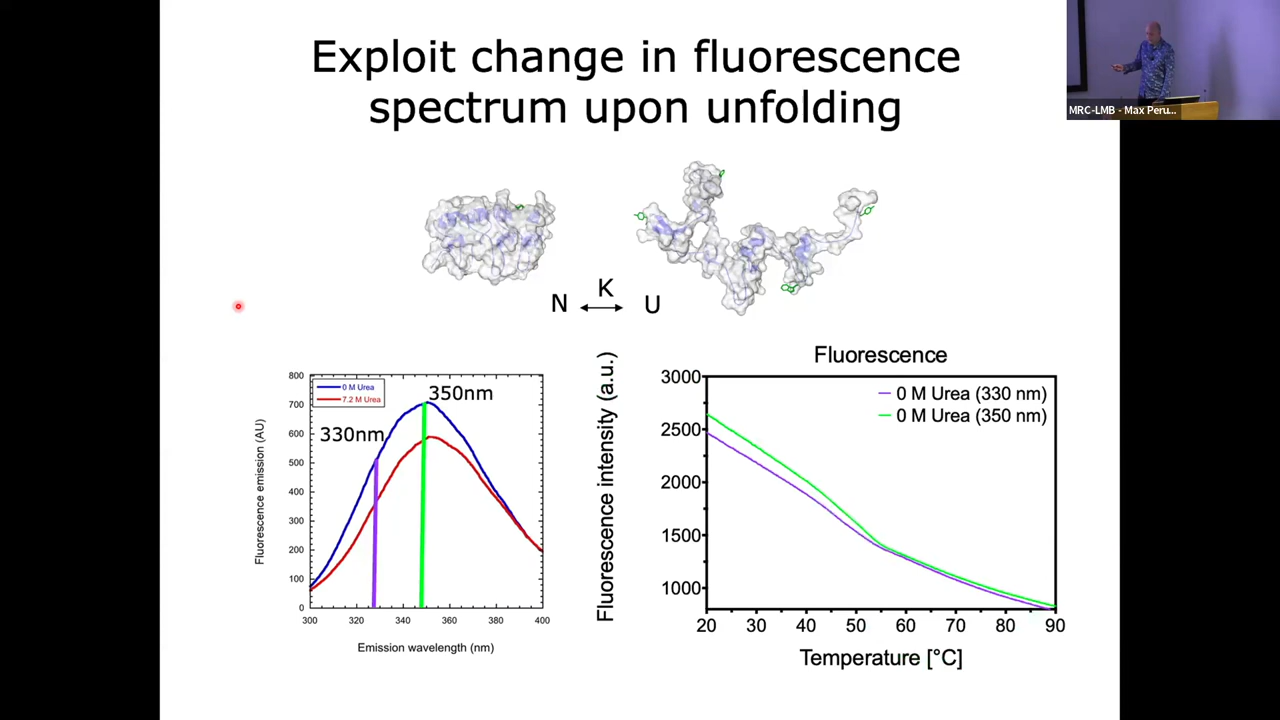 Exploit change in fluorescence
spectrum upon unfolding
MRC-LMB - Max Peru...
K
N
U
800
700
600
500
400
300
200
100
0
0 M Urea
7.2 M Urea
350nm
330nm
Fluorescence emission (AU)
300
320
340
360
380
400
Emission wavelength (nm)
Fluorescence
3000
2500
2000
1500
1000
0 M Urea (330 nm)
0 M Urea (350 nm)
Fluorescence intensity (a.u.)
20
30
40
50
60
70
80
90
Temperature [°C]